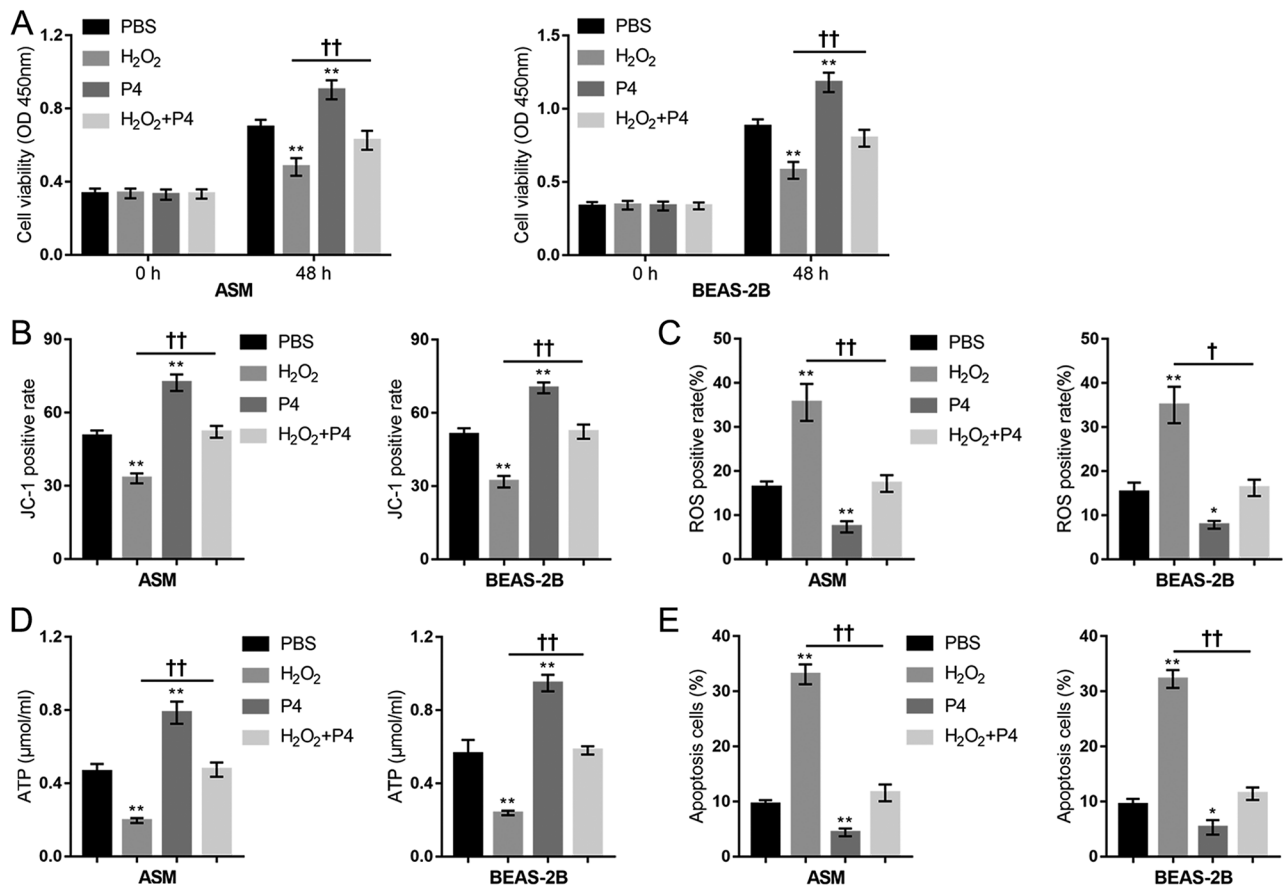 A
Cell viability (OD 450nm)
1.2
0.8
0.4
0.0
PBS
H₂O₂
P4
H₂O₂+P4
**
**
††
0 h
48 h
ASM
Cell viability (OD 450nm)
1.5
1.0
0.5
0.0
PBS
H₂O₂
P4
H₂O₂+P4
**
**
††
0 h
48 h
BEAS-2B
B
JC-1 positive rate
90
60
30
0
**
**
††
ASM
PBS
H₂O₂
P4
H₂O₂+P4
JC-1 positive rate
90
60
30
0
**
**
††
BEAS-2B
C
ROS positive rate(%)
50
40
30
20
10
0
**
**
††
ASM
PBS
H₂O₂
P4
H₂O₂+P4
ROS positive rate(%)
50
40
30
20
10
0
**
*
†
BEAS-2B
D
ATP (μmol/ml)
1.2
0.8
0.4
0.0
**
**
††
ASM
PBS
H₂O₂
P4
H₂O₂+P4
ATP (μmol/ml)
1.2
0.8
0.4
0.0
**
**
††
BEAS-2B
E
Apoptosis cells (%)
40
30
20
10
0
**
**
††
ASM
PBS
H₂O₂
P4
H₂O₂+P4
Apoptosis cells (%)
40
30
20
10
0
**
*
††
BEAS-2B